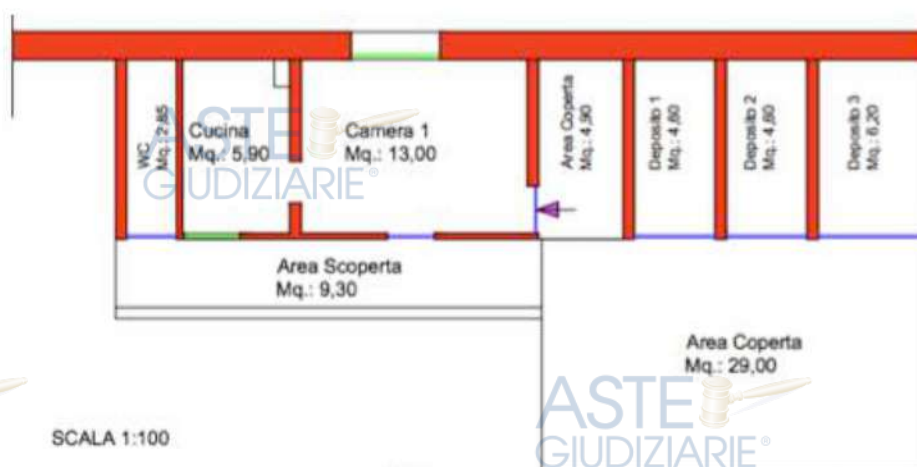 WC
Mq.: 2,85
Cucina
Mq.: 5,90
Camera 1
Mq.: 13,00
Area Coperta
Mq.: 4,90
Deposito 1
Mq.: 4,60
Deposito 2
Mq.: 4,60
Deposito 3
Mq.: 6,20
ASTE
GIUDIZIARIE®
Area Scoperta
Mq.: 9,30
Area Coperta
Mq.: 29,00
SCALA 1:100
ASTE
GIUDIZIARIE®